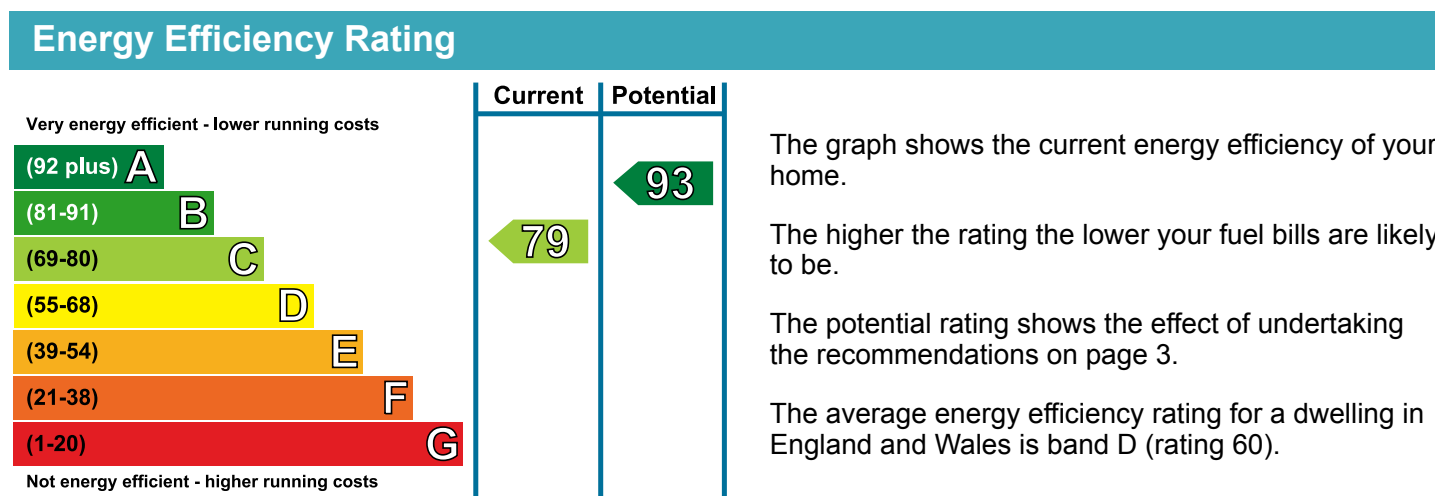 Energy Efficiency Rating
Current Potential
Very energy efficient - lower running costs
(92 plus) A
93
(81-91) B
(69-80) C
79
(55-68) D
(39-54) E
(21-38) F
(1-20) G
Not energy efficient - higher running costs
The graph shows the current energy efficiency of your
home.
The higher the rating the lower your fuel bills are likely
to be.
The potential rating shows the effect of undertaking
the recommendations on page 3.
The average energy efficiency rating for a dwelling in
England and Wales is band D (rating 60).